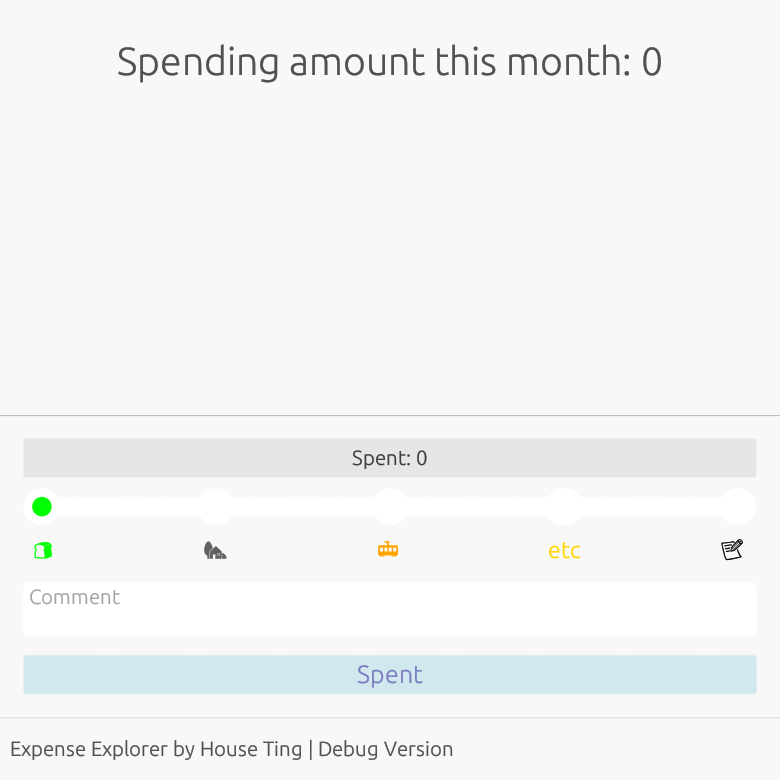 Spending amount this month: 0
Spent: 0
etc
Comment
Spent
Expense Explorer by House Ting | Debug Version